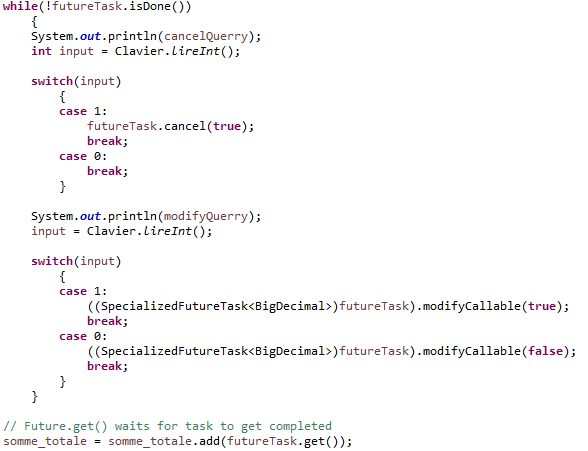 while(!futureTask.isDone())
{
System.out.println(cancelQuerry);
int input = Clavier.lireInt();
switch(input)
{
case 1:
futureTask.cancel(true);
break;
case 0:
break;
}
System.out.println(modifyQuerry);
input = Clavier.lireInt();
switch(input)
{
case 1:
((SpecializedFutureTask<BigDecimal>)futureTask).modifyCallable(true);
break;
case 0:
((SpecializedFutureTask<BigDecimal>)futureTask).modifyCallable(false);
break;
}
}
// Future.get() waits for task to get completed
somme_totale = somme_totale.add(futureTask.get());